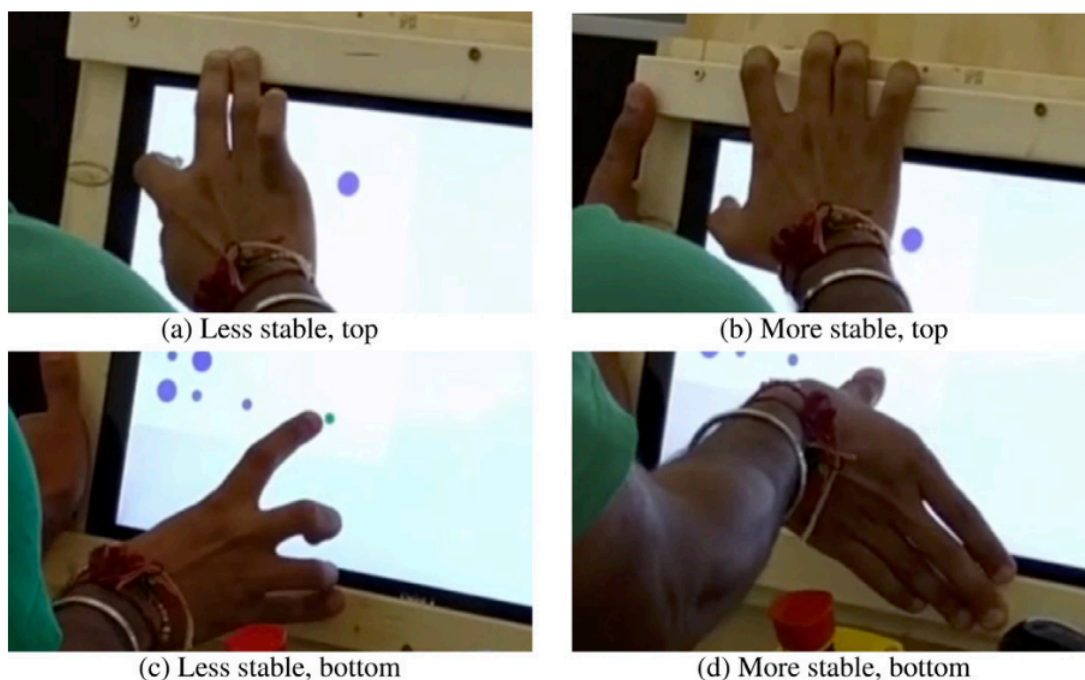 (a) Less stable, top
(b) More stable, top
(c) Less stable, bottom
(d) More stable, bottom